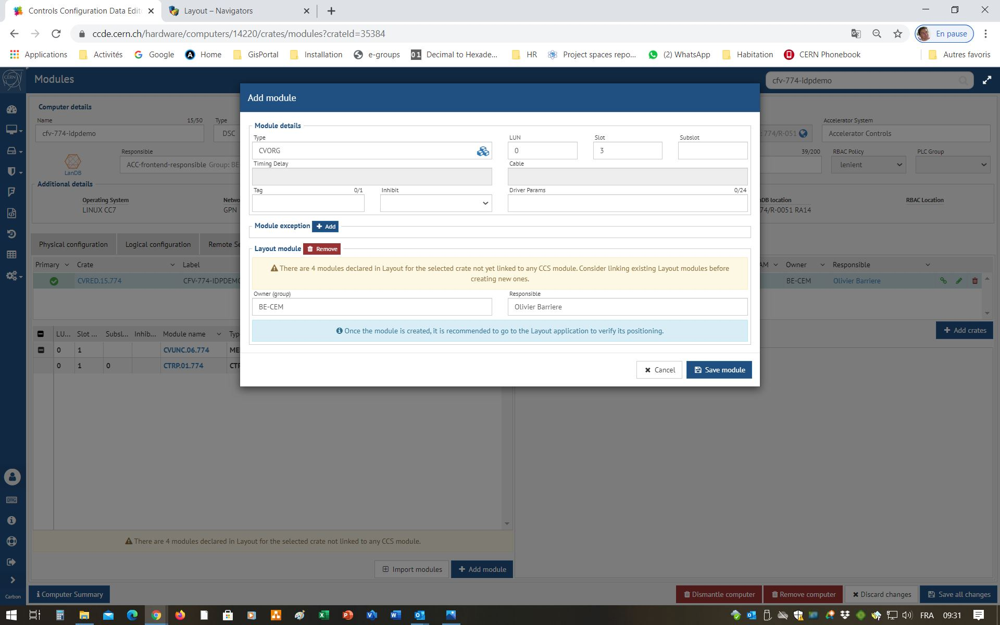 Controls Configuration Data Edit
Layout – Navigators
ccde.cern.ch/hardware/computers/14220/crates/modules?crateId=35384
En pause
Applications
Activités
Google
Home
GisPortal
Installation
e-groups
Decimal to Hexade...
HR
Project spaces repo...
(2) WhatsApp
Habitation
CERN Phonebook
Autres favoris
CERN
Modules
cfv-774-idpdemo
Add module
Computer details
Name 15/50 Type
cfv-774-idpdemo
DSC
774/R-051
Accelerator System
Accelerator Controls
LanDB
Responsible
ACC-frontend-responsible Group: BE
39/200
RBAC Policy
lenient
PLC Group
Additional details
Operating System
LINUX CC7
Netwo
GPN
DB location
74/R-0051 RA14
RBAC Location
Module details
Type
CVORG
LUN
0
Slot
3
Subslot
Timing Delay
Cable
Tag 0/1
Inhibit
Driver Params 0/24
Module exception
Add
Layout module
Remove
There are 4 modules declared in Layout for the selected crate not yet linked to any CCS module. Consider linking existing Layout modules before
creating new ones.
Owner (group)
BE-CEM
Responsible
Olivier Barriere
Once the module is created, it is recommended to go to the Layout application to verify its positioning.
Cancel
Save module
Physical configuration
Logical configuration
Remote Se
Primary Crate Label
AM Owner Responsible
CVRED.15.774
CFV-774-IDPDEMO
BE-CEM
Olivier Barriere
Add crates
LU... Slot ... Subsl... Inhib... Module name Typ
0 1 CVUNC.06.774 ME
0 1 0 CTRP.01.774 CTR
There are 4 modules declared in Layout for the selected crate not linked to any CCS module.
Import modules
Add module
Carbon
Computer Summary
Dismantle computer
Remove computer
Discard changes
Save all changes
FRA
09:31